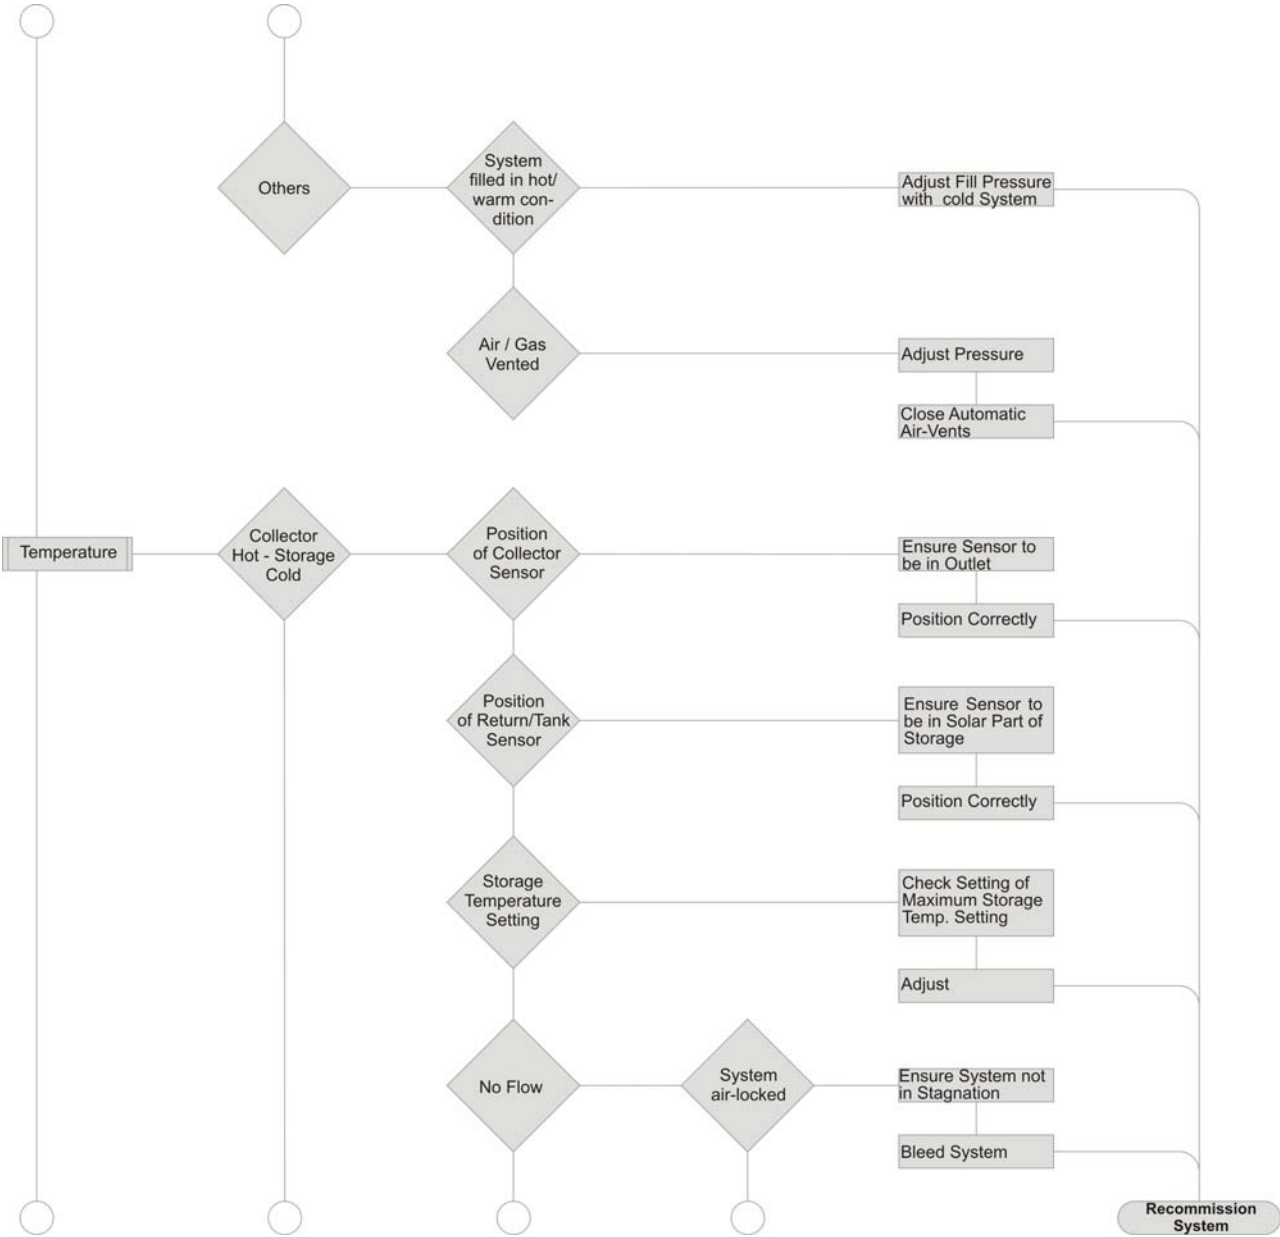 Others
System
filled in hot/
warm con-
dition
Adjust Fill Pressure
with cold System
Air / Gas
Vented
Adjust Pressure
Close Automatic
Air-Vents
Temperature
Collector
Hot - Storage
Cold
Position
of Collector
Sensor
Ensure Sensor to
be in Outlet
Position Correctly
Position
of Return/Tank
Sensor
Ensure Sensor to
be in Solar Part of
Storage
Position Correctly
Storage
Temperature
Setting
Check Setting of
Maximum Storage
Temp. Setting
Adjust
No Flow
System
air-locked
Ensure System not
in Stagnation
Bleed System
Recommission
System